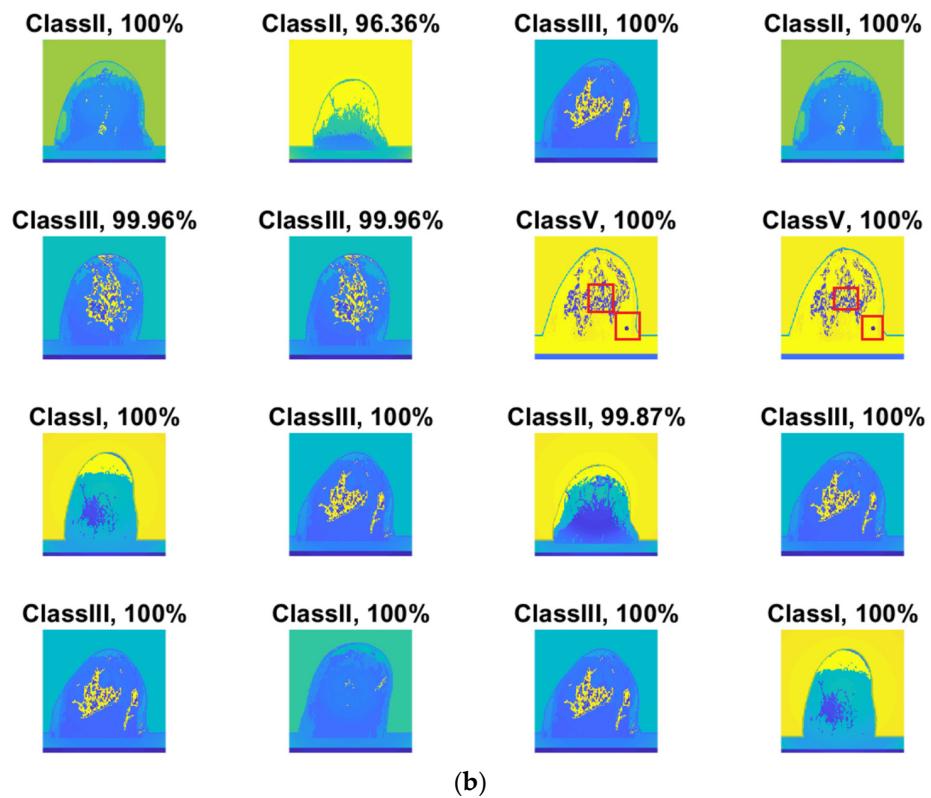 ClassII, 100% ClassII, 96.36% ClassIII, 100% ClassII, 100%
ClassIII, 99.96% ClassIII, 99.96% ClassV, 100% ClassV, 100%
ClassI, 100% ClassIII, 100% ClassII, 99.87% ClassIII, 100%
ClassIII, 100% ClassII, 100% ClassIII, 100% ClassI, 100%
(b)